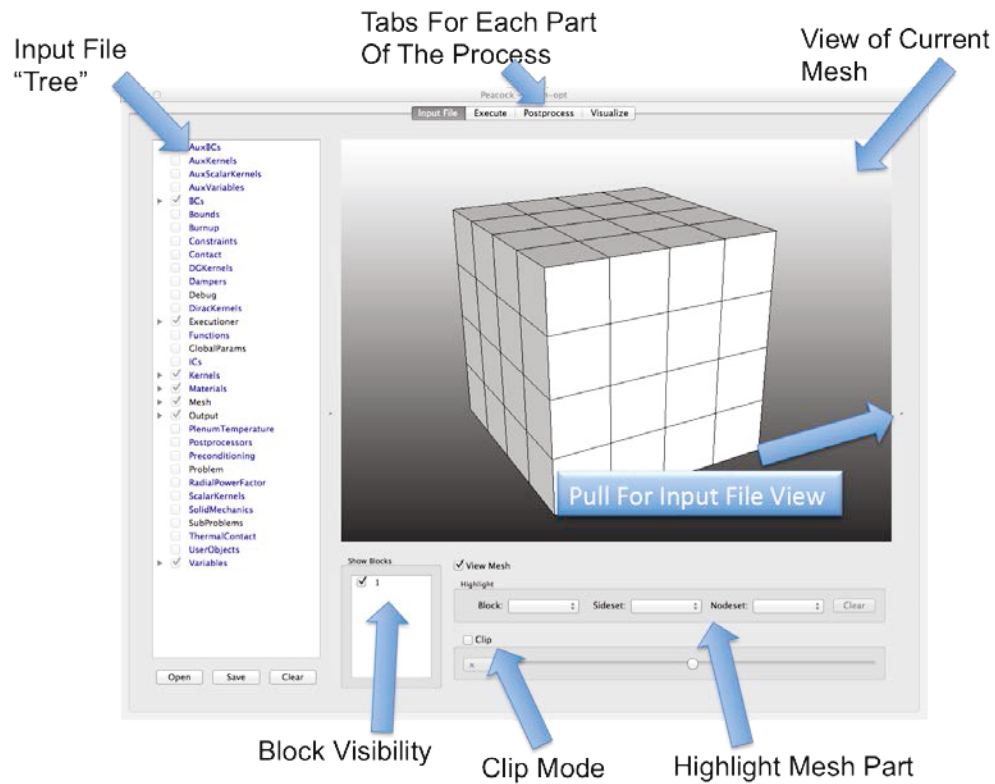 Input File
"Tree"
Tabs For Each Part
Of The Process
View of Current
Mesh
Peacock
-opt
Input File Execute Postprocess Visualize
AuxBCs
AuxKernels
AuxScalarKernels
AuxVariables
BCs
Bounds
Burnup
Constraints
Contact
DGKernels
Dampers
Debug
DiracKernels
Executioner
Functions
GlobalParams
ICs
Kernels
Materials
Mesh
Output
PlenumTemperature
Postprocessors
Preconditioning
Problem
RadialPowerFactor
ScalarKernels
SolidMechanics
SubProblems
ThermalContact
UserObjects
Variables
Open Save Clear
Pull For Input File View
Show Blocks
1
View Mesh
Highlight
Block: Sideset: Nodeset: Clear
Clip
x
Block Visibility
Clip Mode
Highlight Mesh Part